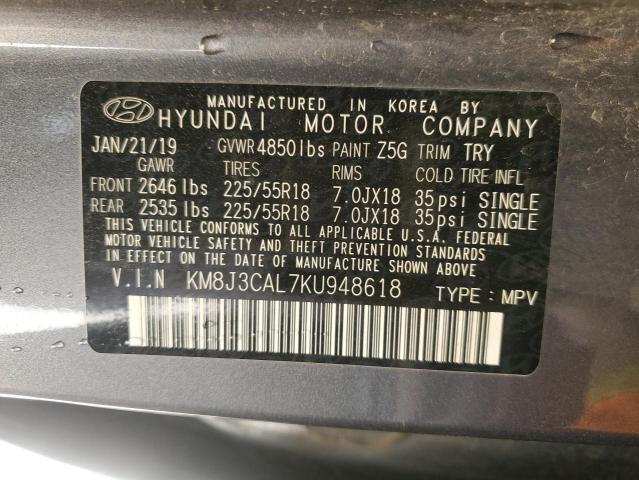 MANUFACTURED IN KOREA BY
HYUNDAI MOTOR COMPANY
JAN/21/19 GVWR 4850 lbs PAINT Z5G TRIM TRY
GAWR TIRES RIMS COLD TIRE INFL
FRONT 2646 lbs 225/55R18 7.0JX18 35psi SINGLE
REAR 2535 lbs 225/55R18 7.0JX18 35psi SINGLE
THIS VEHICLE CONFORMS TO ALL APPLICABLE U.S.A. FEDERAL
MOTOR VEHICLE SAFETY AND THEFT PREVENTION STANDARDS
IN EFFECT ON THE DATE OF MANUFACTURE SHOWN ABOVE.
V.I.N KM8J3CAL7KU948618 TYPE : MPV